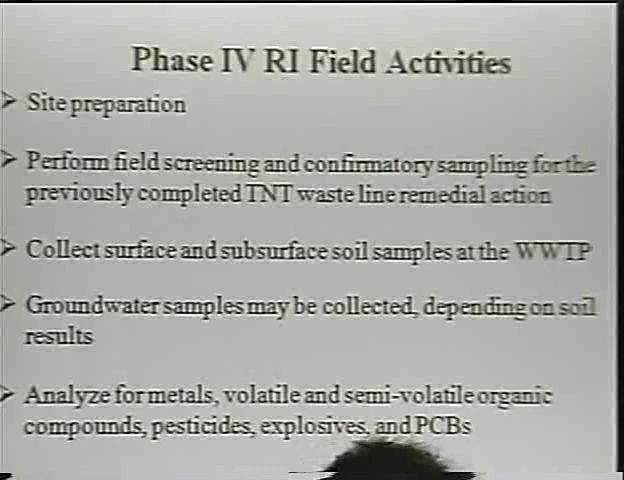 Phase IV RI Field Activities
Site preparation
Perform field screening and confirmatory sampling for the
previously completed TNT waste line remedial action
Collect surface and subsurface soil samples at the WWTP
Groundwater samples may be collected, depending on soil
results
Analyze for metals, volatile and semi-volatile organic
compounds, pesticides, explosives, and PCBs